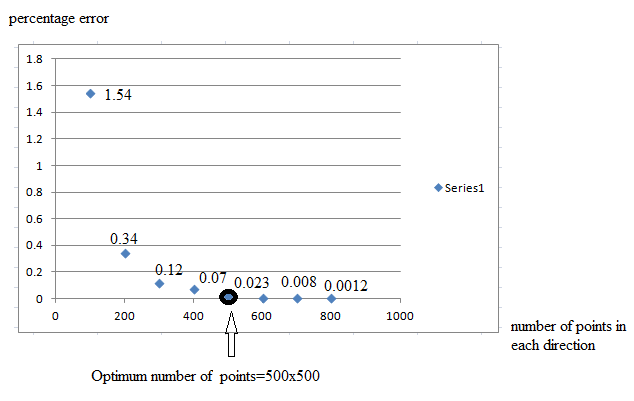 percentage error
1.8
1.6
1.54
1.4
1.2
1
0.8
Series1
0.6
0.4
0.34
0.2
0.12
0.07
0.023
0.008
0.0012
0
0 200 400 600 800 1000
number of points in
each direction
Optimum number of points=500x500